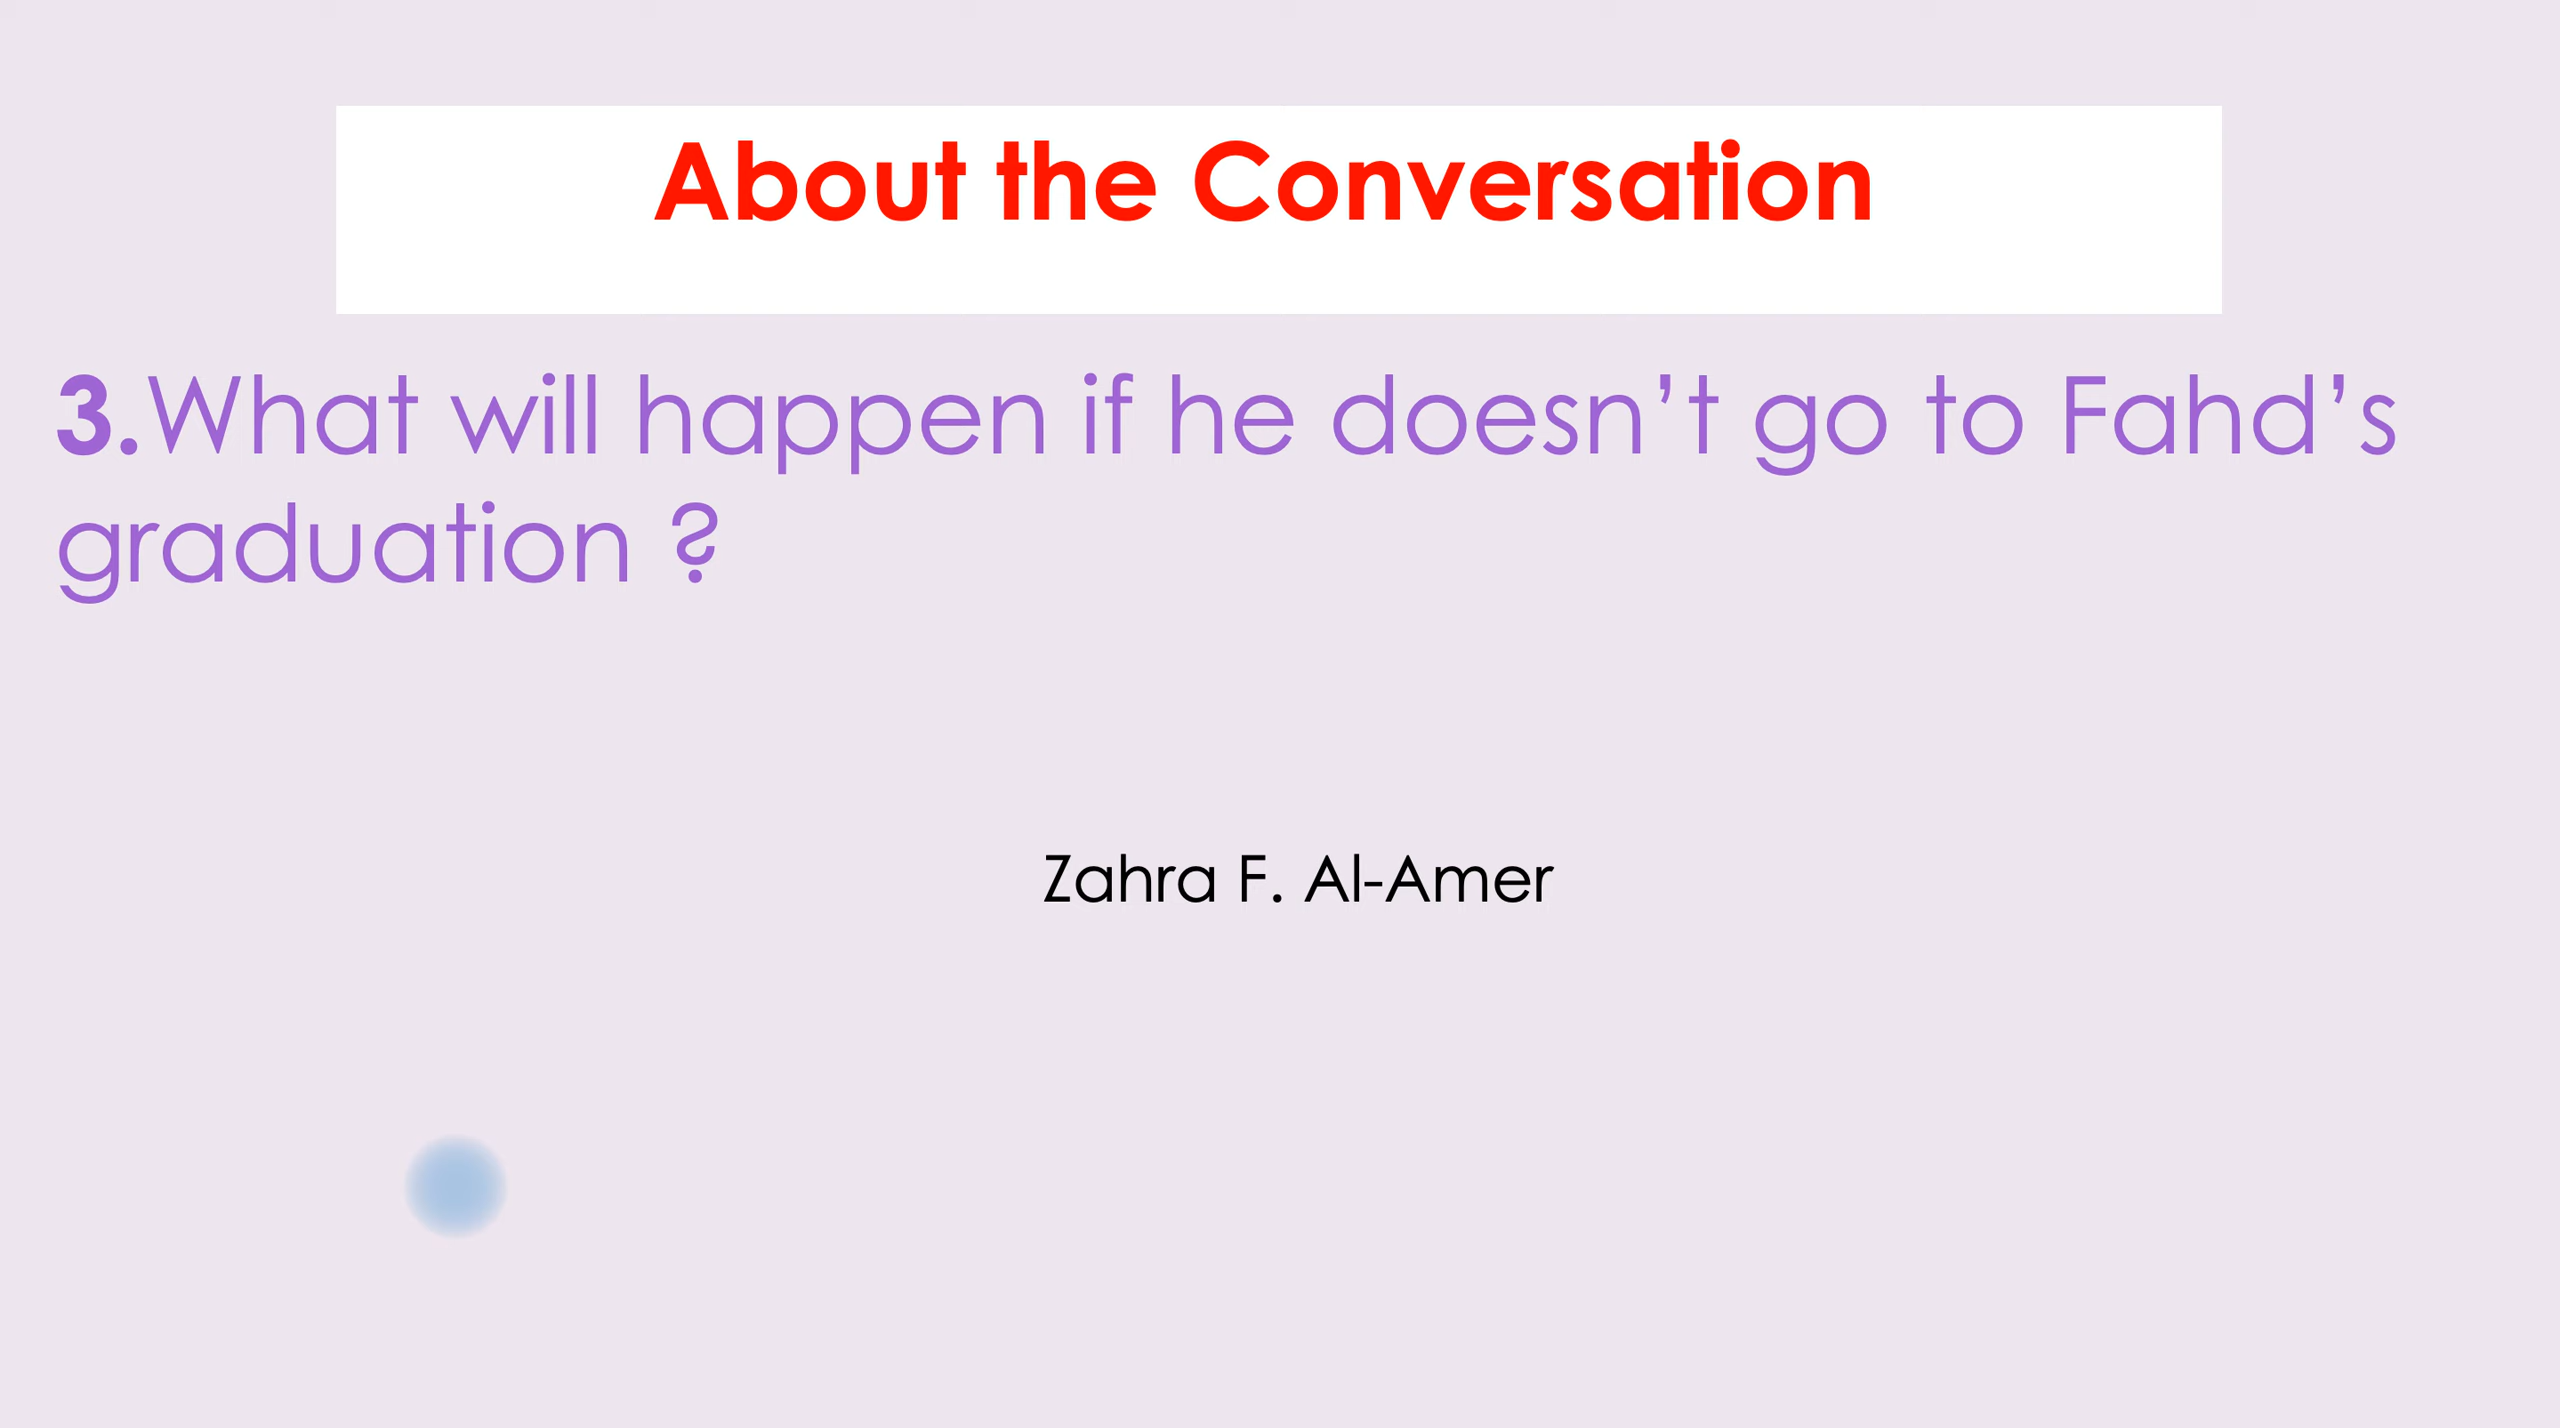 About the Conversation
3.What will happen if he doesn’t go to Fahd’s
graduation ?
Zahra F. Al-Amer